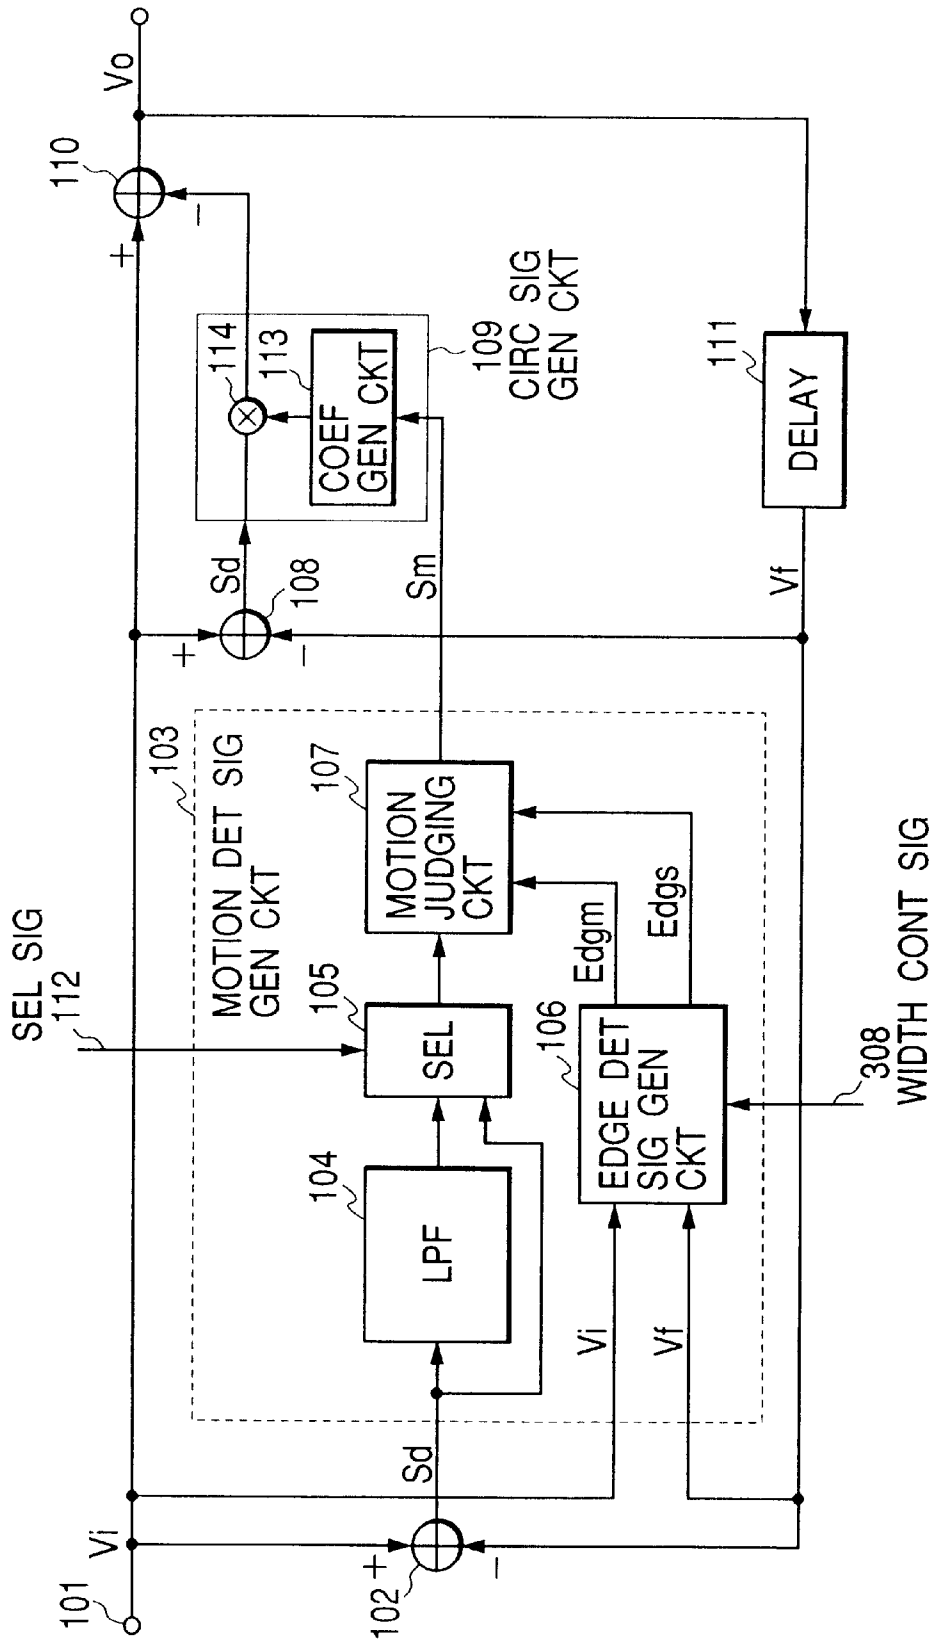 101
Vi
102
+
−
Sd
103
MOTION DET SIG
GEN CKT
SEL SIG
112
104
LPF
105
SEL
107
MOTION
JUDGING
CKT
Vi
Vf
106
EDGE DET
SIG GEN
CKT
Edgm
Edgs
308
WIDTH CONT SIG
Sm
+
−
108
Sd
114
113
COEF
GEN CKT
109
CIRC SIG
GEN CKT
+
−
110
Vo
111
DELAY
Vf